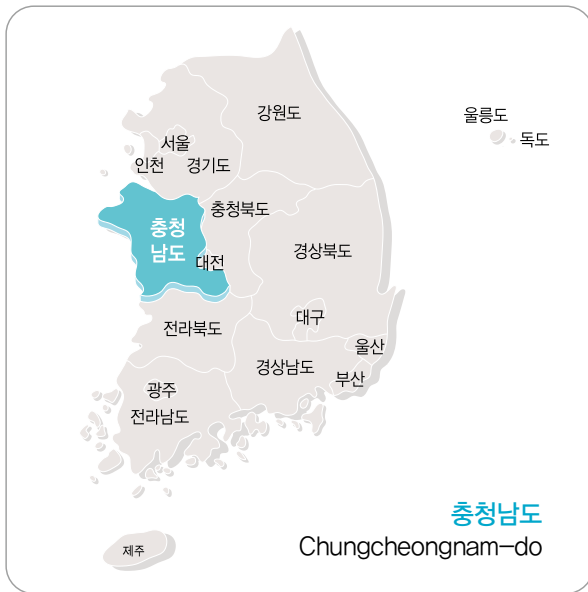 강원도
울릉도
독도
서울
인천
경기도
충청북도
충청
남도
대전
경상북도
대구
전라북도
울산
경상남도
부산
광주
전라남도
제주
충청남도
Chungcheongnam-do